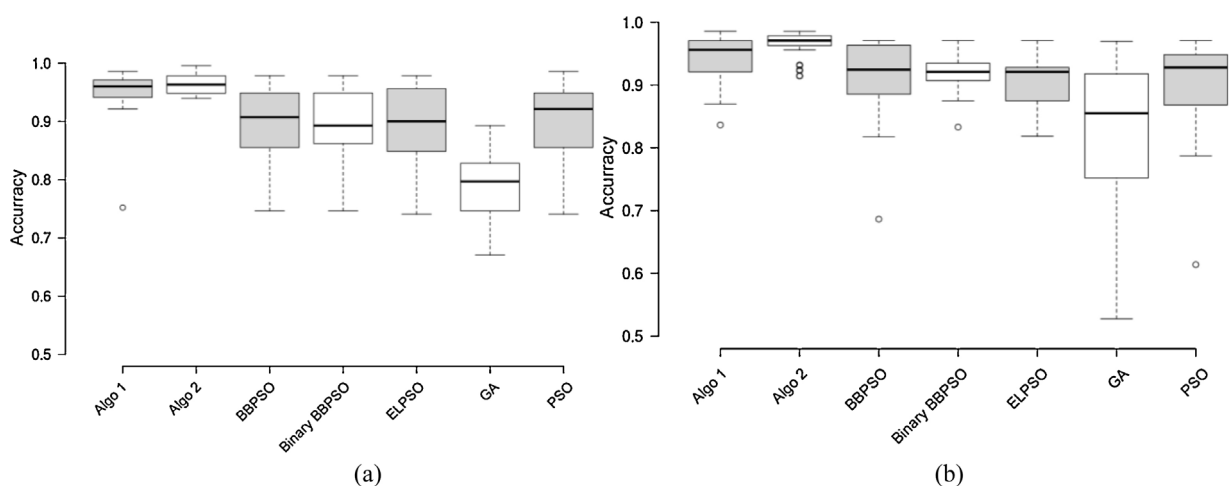 1.0
0.9
0.8
0.7
0.6
0.5
Accurracy
Algo 1
Algo 2
BBPSO
Binary BBPSO
ELPSO
GA
PSO
(a)
1.0
0.9
0.8
0.7
0.6
0.5
Accurracy
Algo 1
Algo 2
BBPSO
Binary BBPSO
ELPSO
GA
PSO
(b)